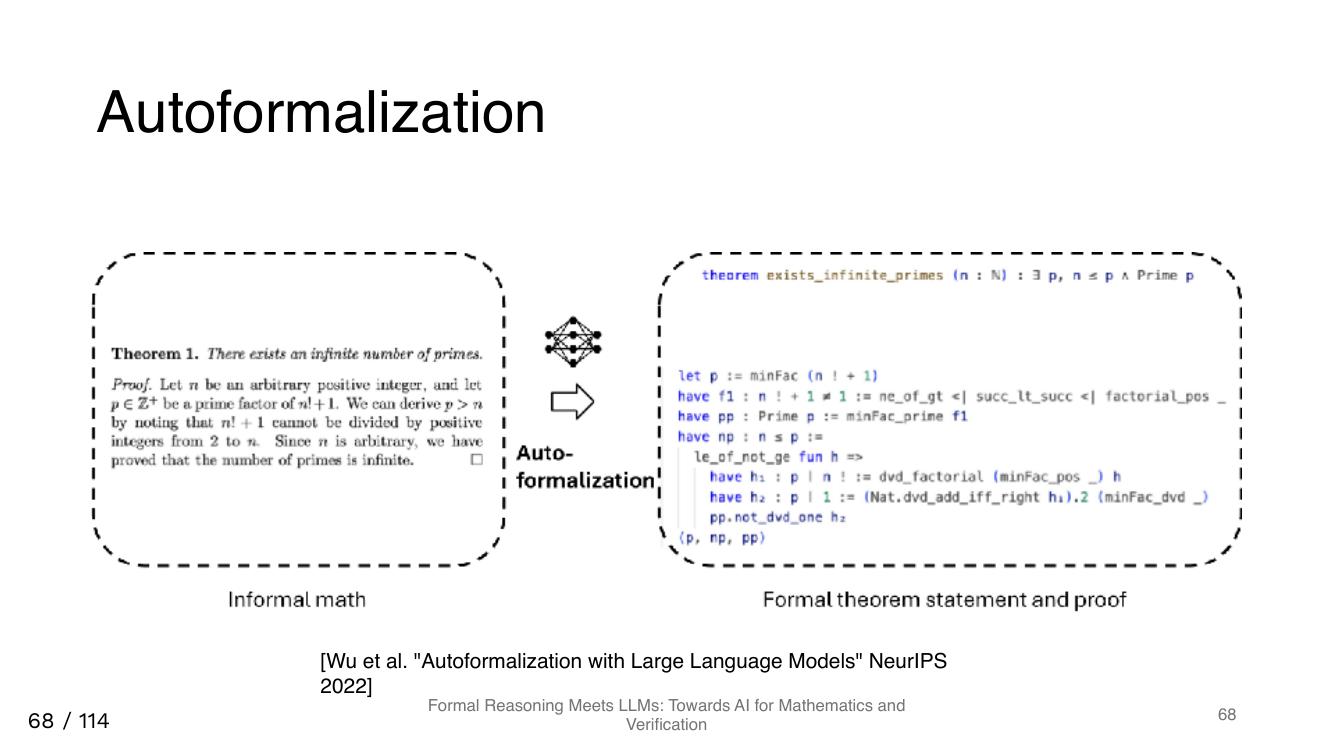 Autoformalization
Theorem 1. There exists an infinite number of primes.
Proof. Let n be an arbitrary positive integer, and let
p ∈ ℤ⁺ be a prime factor of n!+1. We can derive p > n
by noting that n! + 1 cannot be divided by positive
integers from 2 to n. Since n is arbitrary, we have
proved that the number of primes is infinite. □
Informal math
Auto-
formalization
theorem exists_infinite_primes (n : ℕ) : ∃ p, n ≤ p ∧ Prime p
let p := minFac (n ! + 1)
have f1 : n ! + 1 ≠ 1 := ne_of_gt <| succ_lt_succ <| factorial_pos _
have pp : Prime p := minFac_prime f1
have np : n ≤ p :=
le_of_not_ge fun h =>
have h₁ : p ∣ n ! := dvd_factorial (minFac_pos _) h
have h₂ : p ∣ 1 := (Nat.dvd_add_iff_right h₁).2 (minFac_dvd _)
pp.not_dvd_one h₂
⟨p, np, pp⟩
Formal theorem statement and proof
[Wu et al. "Autoformalization with Large Language Models" NeurIPS
2022]
Formal Reasoning Meets LLMs: Towards AI for Mathematics and
Verification
68 / 114
68